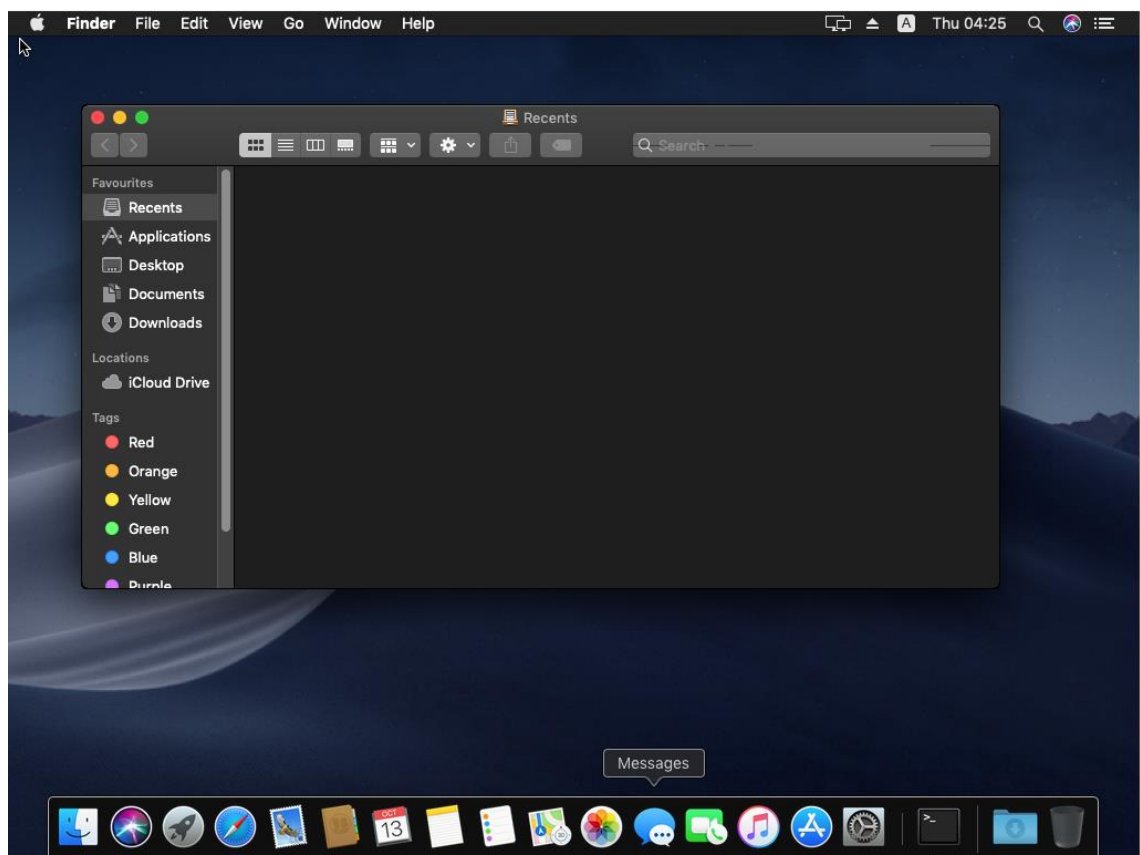 Finder File Edit View Go Window Help A Thu 04:25
Recents
Search
Favourites
Recents
Applications
Desktop
Documents
Downloads
Locations
iCloud Drive
Tags
Red
Orange
Yellow
Green
Blue
Purple
Messages
OCT
13
>_